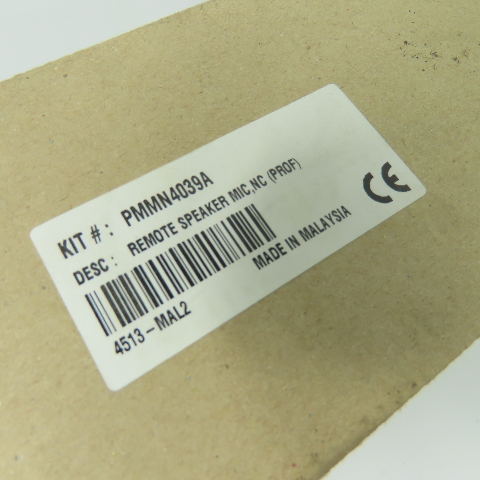 KIT #: PMMN4039A
DESC: REMOTE SPEAKER MIC,NC (PROF)
MADE IN MALAYSIA
4513-MAL2
CE